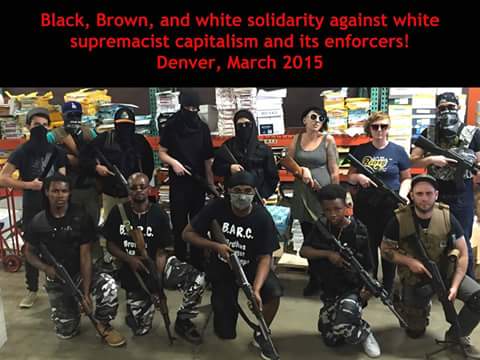 Black, Brown, and white solidarity against white
supremacist capitalism and its enforcers!
Denver, March 2015
B.A.R.C.
B.A.R.C.